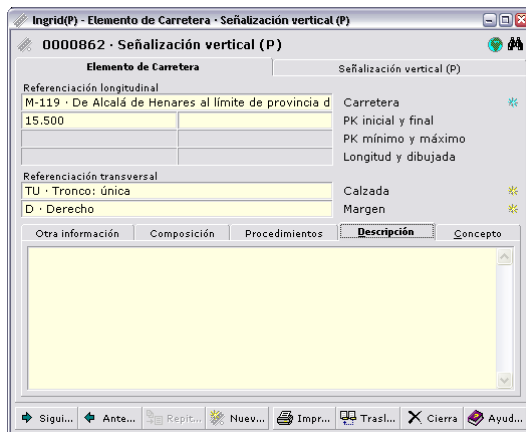 Ingrid(P) - Elemento de Carretera · Señalización vertical (P)
0000862 · Señalización vertical (P)
Elemento de Carretera Señalización vertical (P)
Referenciación longitudinal
M-119 · De Alcalá de Henares al límite de provincia d Carretera
15.500 PK inicial y final
PK mínimo y máximo
Longitud y dibujada
Referenciación transversal
TU · Tronco: única Calzada
D · Derecho Margen
Otra información Composición Procedimientos Descripción Concepto
Sigui... Ante... Repit... Nuev... Impr... Trasl... Cierra Ayud...